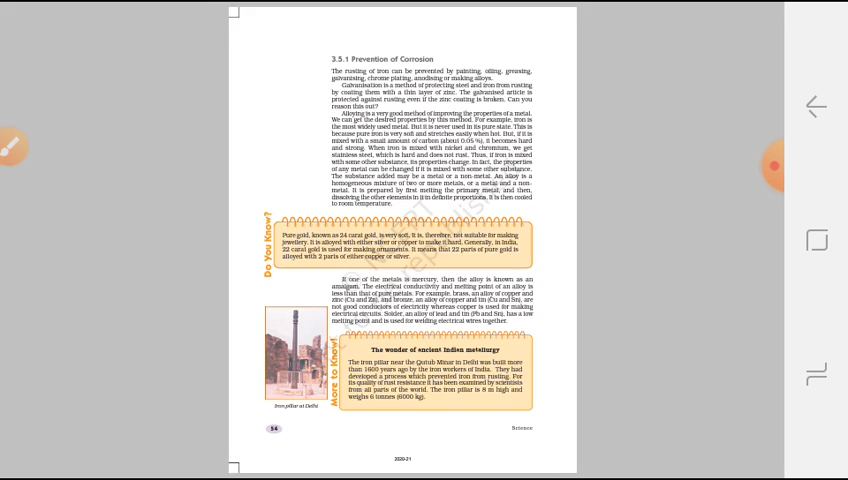 3.5.1 Prevention of Corrosion
The rusting of iron can be prevented by painting, oiling, greasing,
galvanising, chrome plating, anodising or making alloys.
Galvanisation is a method of protecting steel and iron from rusting
by coating them with a thin layer of zinc. The galvanised article is
protected against rusting even if the zinc coating is broken. Can you
reason this out?
Alloying is a very good method of improving the properties of a metal.
We can get the desired properties by this method. For example, iron is
the most widely used metal. But it is never used in its pure state. This is
because pure iron is very soft and stretches easily when hot. But, if it is
mixed with a small amount of carbon (about 0.05 %), it becomes hard
and strong. When iron is mixed with nickel and chromium, we get
stainless steel, which is hard and does not rust. Thus, if iron is mixed
with some other substance, its properties change. In fact, the properties
of any metal can be changed if it is mixed with some other substance.
The substance added may be a metal or a non-metal. An alloy is a
homogeneous mixture of two or more metals, or a metal and a non-
metal. It is prepared by first melting the primary metal, and then,
dissolving the other elements in it in definite proportions. It is then cooled
to room temperature.
Do You Know?
Pure gold, known as 24 carat gold, is very soft. It is, therefore, not suitable for making
jewellery. It is alloyed with either silver or copper to make it hard. Generally, in India,
22 carat gold is used for making ornaments. It means that 22 parts of pure gold is
alloyed with 2 parts of either copper or silver.
If one of the metals is mercury, then the alloy is known as an
amalgam. The electrical conductivity and melting point of an alloy is
less than that of pure metals. For example, brass, an alloy of copper and
zinc (Cu and Zn), and bronze, an alloy of copper and tin (Cu and Sn), are
not good conductors of electricity whereas copper is used for making
electrical circuits. Solder, an alloy of lead and tin (Pb and Sn), has a low
melting point and is used for welding electrical wires together.
More to Know!
The wonder of ancient Indian metallurgy
The iron pillar near the Qutub Minar in Delhi was built more
than 1600 years ago by the iron workers of India. They had
developed a process which prevented iron from rusting. For
its quality of rust resistance it has been examined by scientists
from all parts of the world. The iron pillar is 8 m high and
weighs 6 tonnes (6000 kg).
Iron pillar at Delhi
54
Science
2020-21